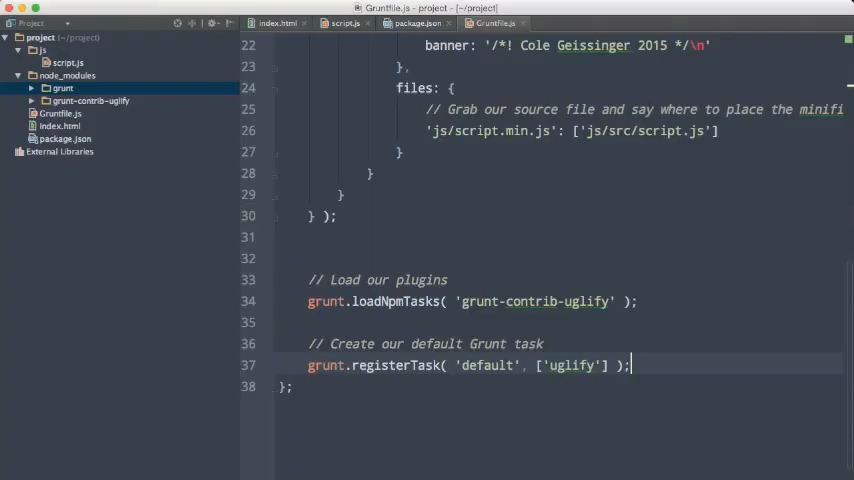 Gruntfile.js - project - [~/project]
Project
index.html
script.js
package.json
Gruntfile.js
project (~/project)
js
script.js
node_modules
grunt
grunt-contrib-uglify
Gruntfile.js
index.html
package.json
External Libraries
22 banner: '/*! Cole Geissinger 2015 */\n'
23 },
24 files: {
25 // Grab our source file and say where to place the minifi
26 'js/script.min.js': ['js/src/script.js']
27 }
28 }
29 }
30 } );
31
32
33 // Load our plugins
34 grunt.loadNpmTasks( 'grunt-contrib-uglify' );
35
36 // Create our default Grunt task
37 grunt.registerTask( 'default', ['uglify'] );
38 };